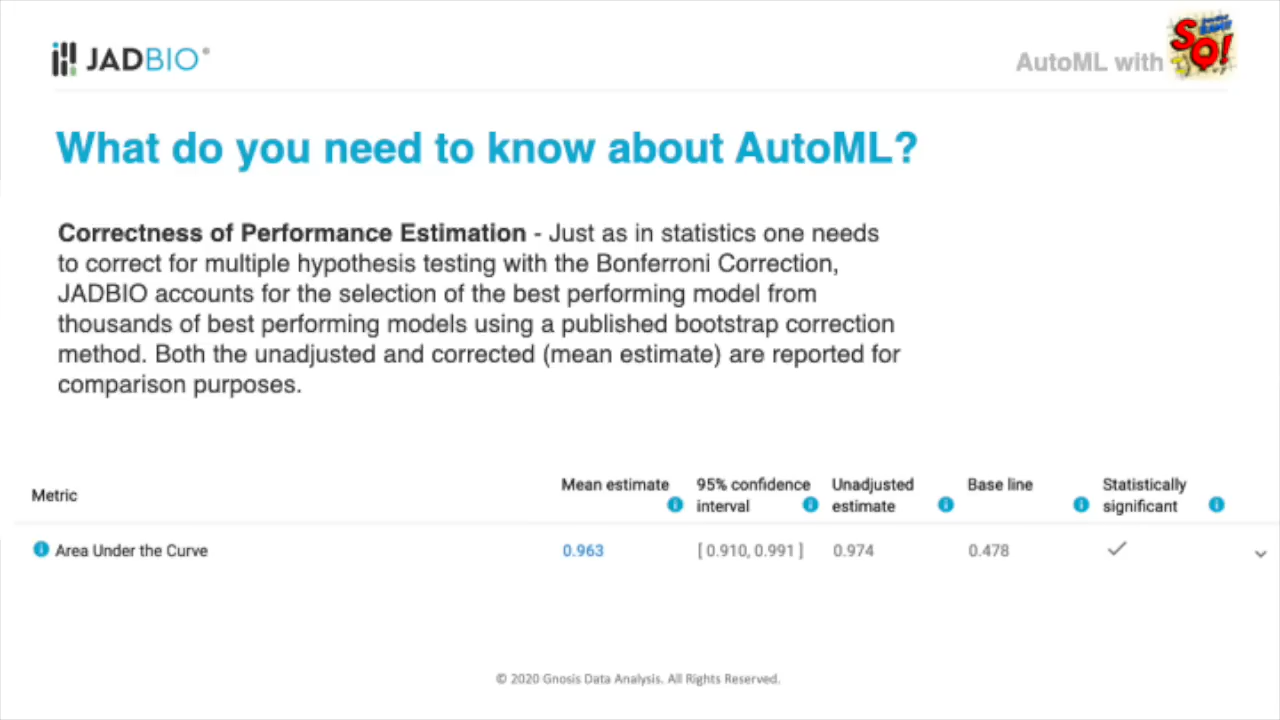 JADBIO®
AutoML with SO!
What do you need to know about AutoML?
Correctness of Performance Estimation - Just as in statistics one needs
to correct for multiple hypothesis testing with the Bonferroni Correction,
JADBIO accounts for the selection of the best performing model from
thousands of best performing models using a published bootstrap correction
method. Both the unadjusted and corrected (mean estimate) are reported for
comparison purposes.
Metric
Mean estimate
95% confidence
interval
Unadjusted
estimate
Base line
Statistically
significant
Area Under the Curve 0.963 [ 0.910, 0.991 ] 0.974 0.478
© 2020 Gnosis Data Analysis. All Rights Reserved.